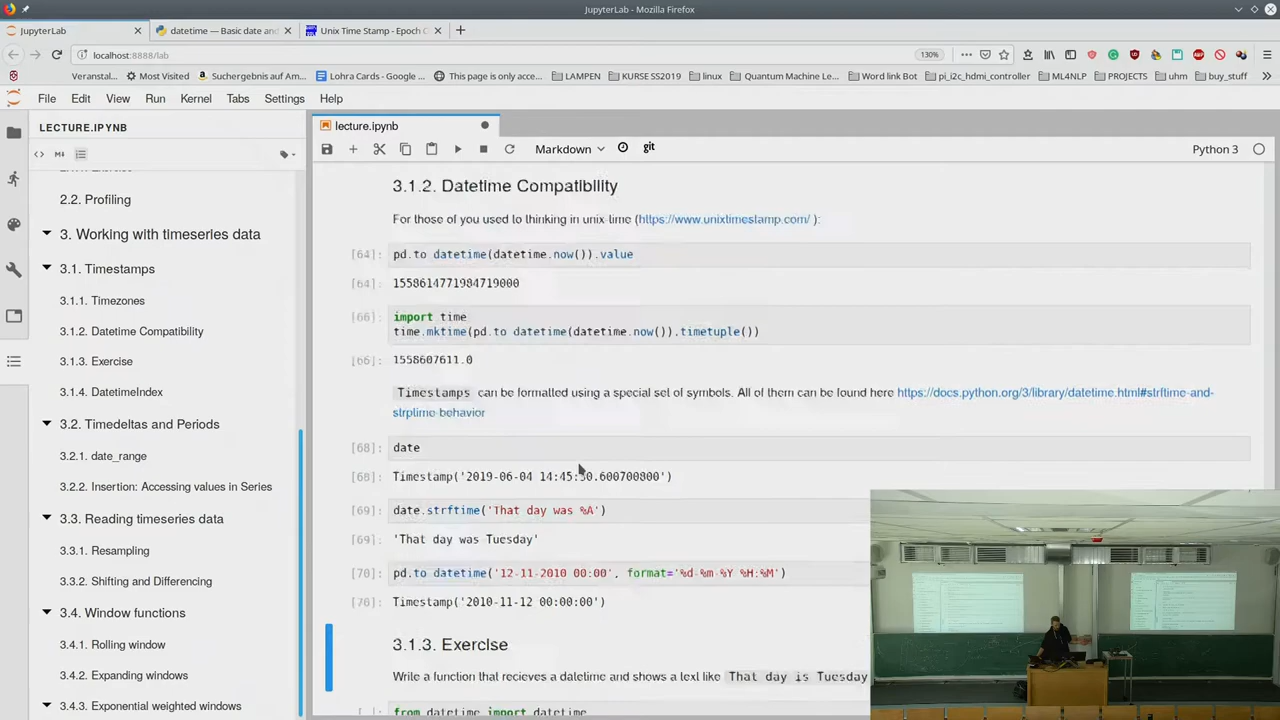 JupyterLab - Mozilla Firefox
JupyterLab
datetime — Basic date and
Unix Time Stamp - Epoch C
localhost:8888/lab
130%
Veranstal...
Most Visited
Suchergebnis auf Am...
Lohra Cards - Google ...
This page is only acce...
LAMPEN
KURSE SS2019
linux
Quantum Machine Le...
Word link Bot
pi_i2c_hdmi_controller
ML4NLP
PROJECTS
uhm
buy_stuff
File Edit View Run Kernel Tabs Settings Help
LECTURE.IPYNB
2.2. Profiling
3. Working with timeseries data
3.1. Timestamps
3.1.1. Timezones
3.1.2. Datetime Compatibility
3.1.3. Exercise
3.1.4. DatetimeIndex
3.2. Timedeltas and Periods
3.2.1. date_range
3.2.2. Insertion: Accessing values in Series
3.3. Reading timeseries data
3.3.1. Resampling
3.3.2. Shifting and Differencing
3.4. Window functions
3.4.1. Rolling window
3.4.2. Expanding windows
3.4.3. Exponential weighted windows
lecture.ipynb
Markdown
git
Python 3
3.1.2. Datetime Compatibility
For those of you used to thinking in unix-time (https://www.unixtimestamp.com/ ):
[64]: pd.to_datetime(datetime.now()).value
[64]: 1558614771984719000
[66]: import time
time.mktime(pd.to_datetime(datetime.now()).timetuple())
[66]: 1558607611.0
Timestamps can be formatted using a special set of symbols. All of them can be found here https://docs.python.org/3/library/datetime.html#strftime-and-
strptime-behavior
[68]: date
[68]: Timestamp('2019-06-04 14:45:30.600700800')
[69]: date.strftime('That day was %A')
[69]: 'That day was Tuesday'
[70]: pd.to_datetime('12-11-2010 00:00', format='%d-%m-%Y %H:%M')
[70]: Timestamp('2010-11-12 00:00:00')
3.1.3. Exercise
Write a function that recieves a datetime and shows a text like That day is Tuesday
[ ]: from datetime import datetime